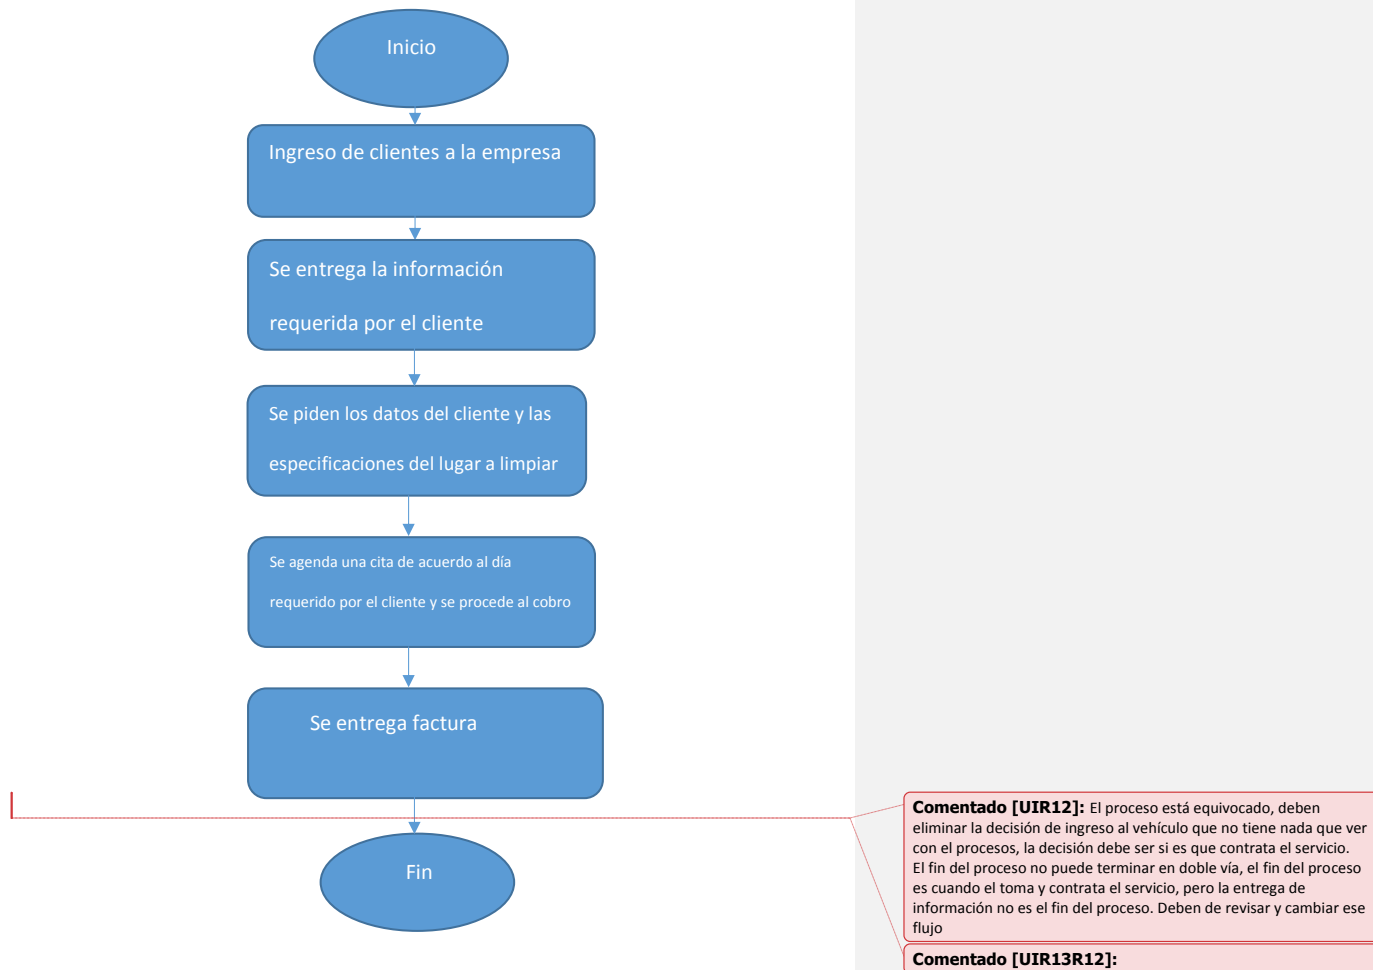 Inicio
Ingreso de clientes a la empresa
Se entrega la información
requerida por el cliente
Se piden los datos del cliente y las
especificaciones del lugar a limpiar
Se agenda una cita de acuerdo al día
requerido por el cliente y se procede al cobro
Se entrega factura
Fin
Comentado [UIR12]: El proceso está equivocado, deben
eliminar la decisión de ingreso al vehículo que no tiene nada que ver
con el procesos, la decisión debe ser si es que contrata el servicio.
El fin del proceso no puede terminar en doble vía, el fin del proceso
es cuando el toma y contrata el servicio, pero la entrega de
información no es el fin del proceso. Deben de revisar y cambiar ese
flujo
Comentado [UIR13R12]: